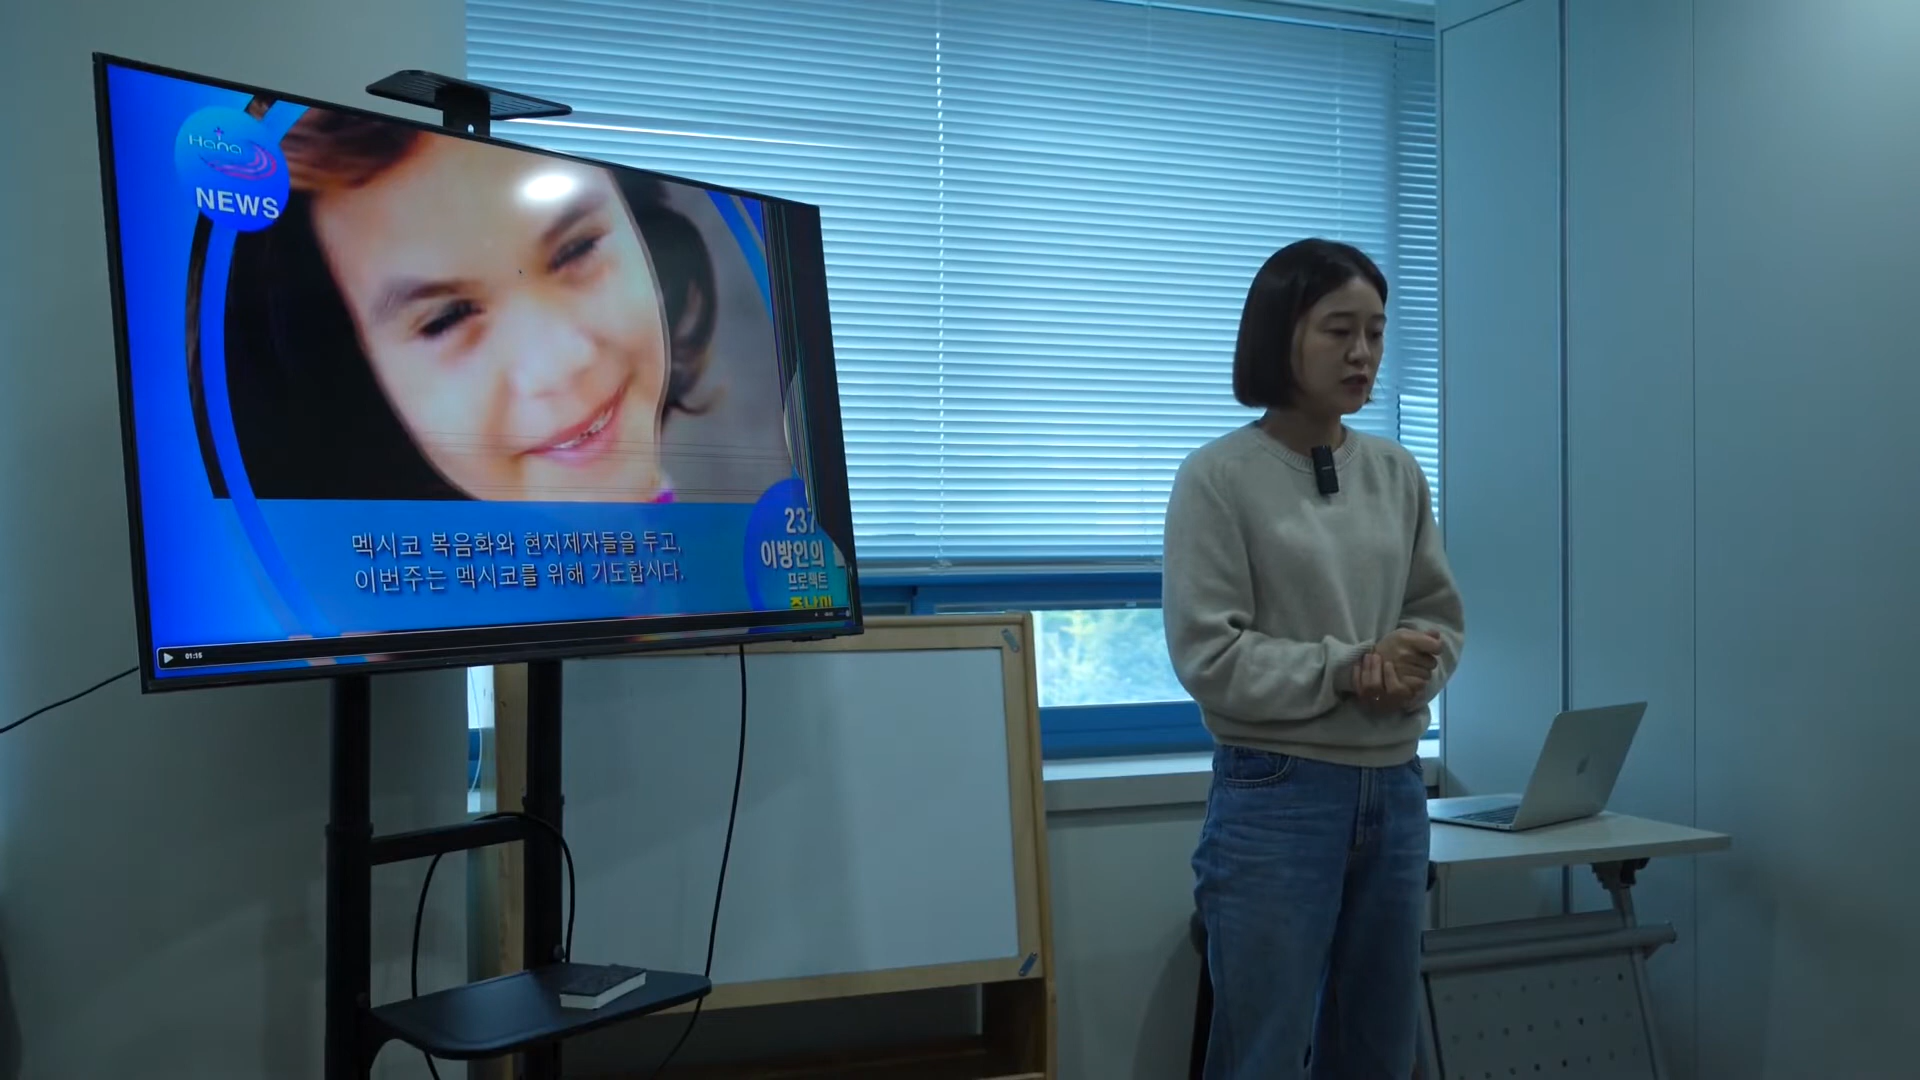 Hana
NEWS
멕시코 복음화와 현지제자들을 두고,
이번주는 멕시코를 위해 기도합시다.
237
이방인의
프로젝트
01:15